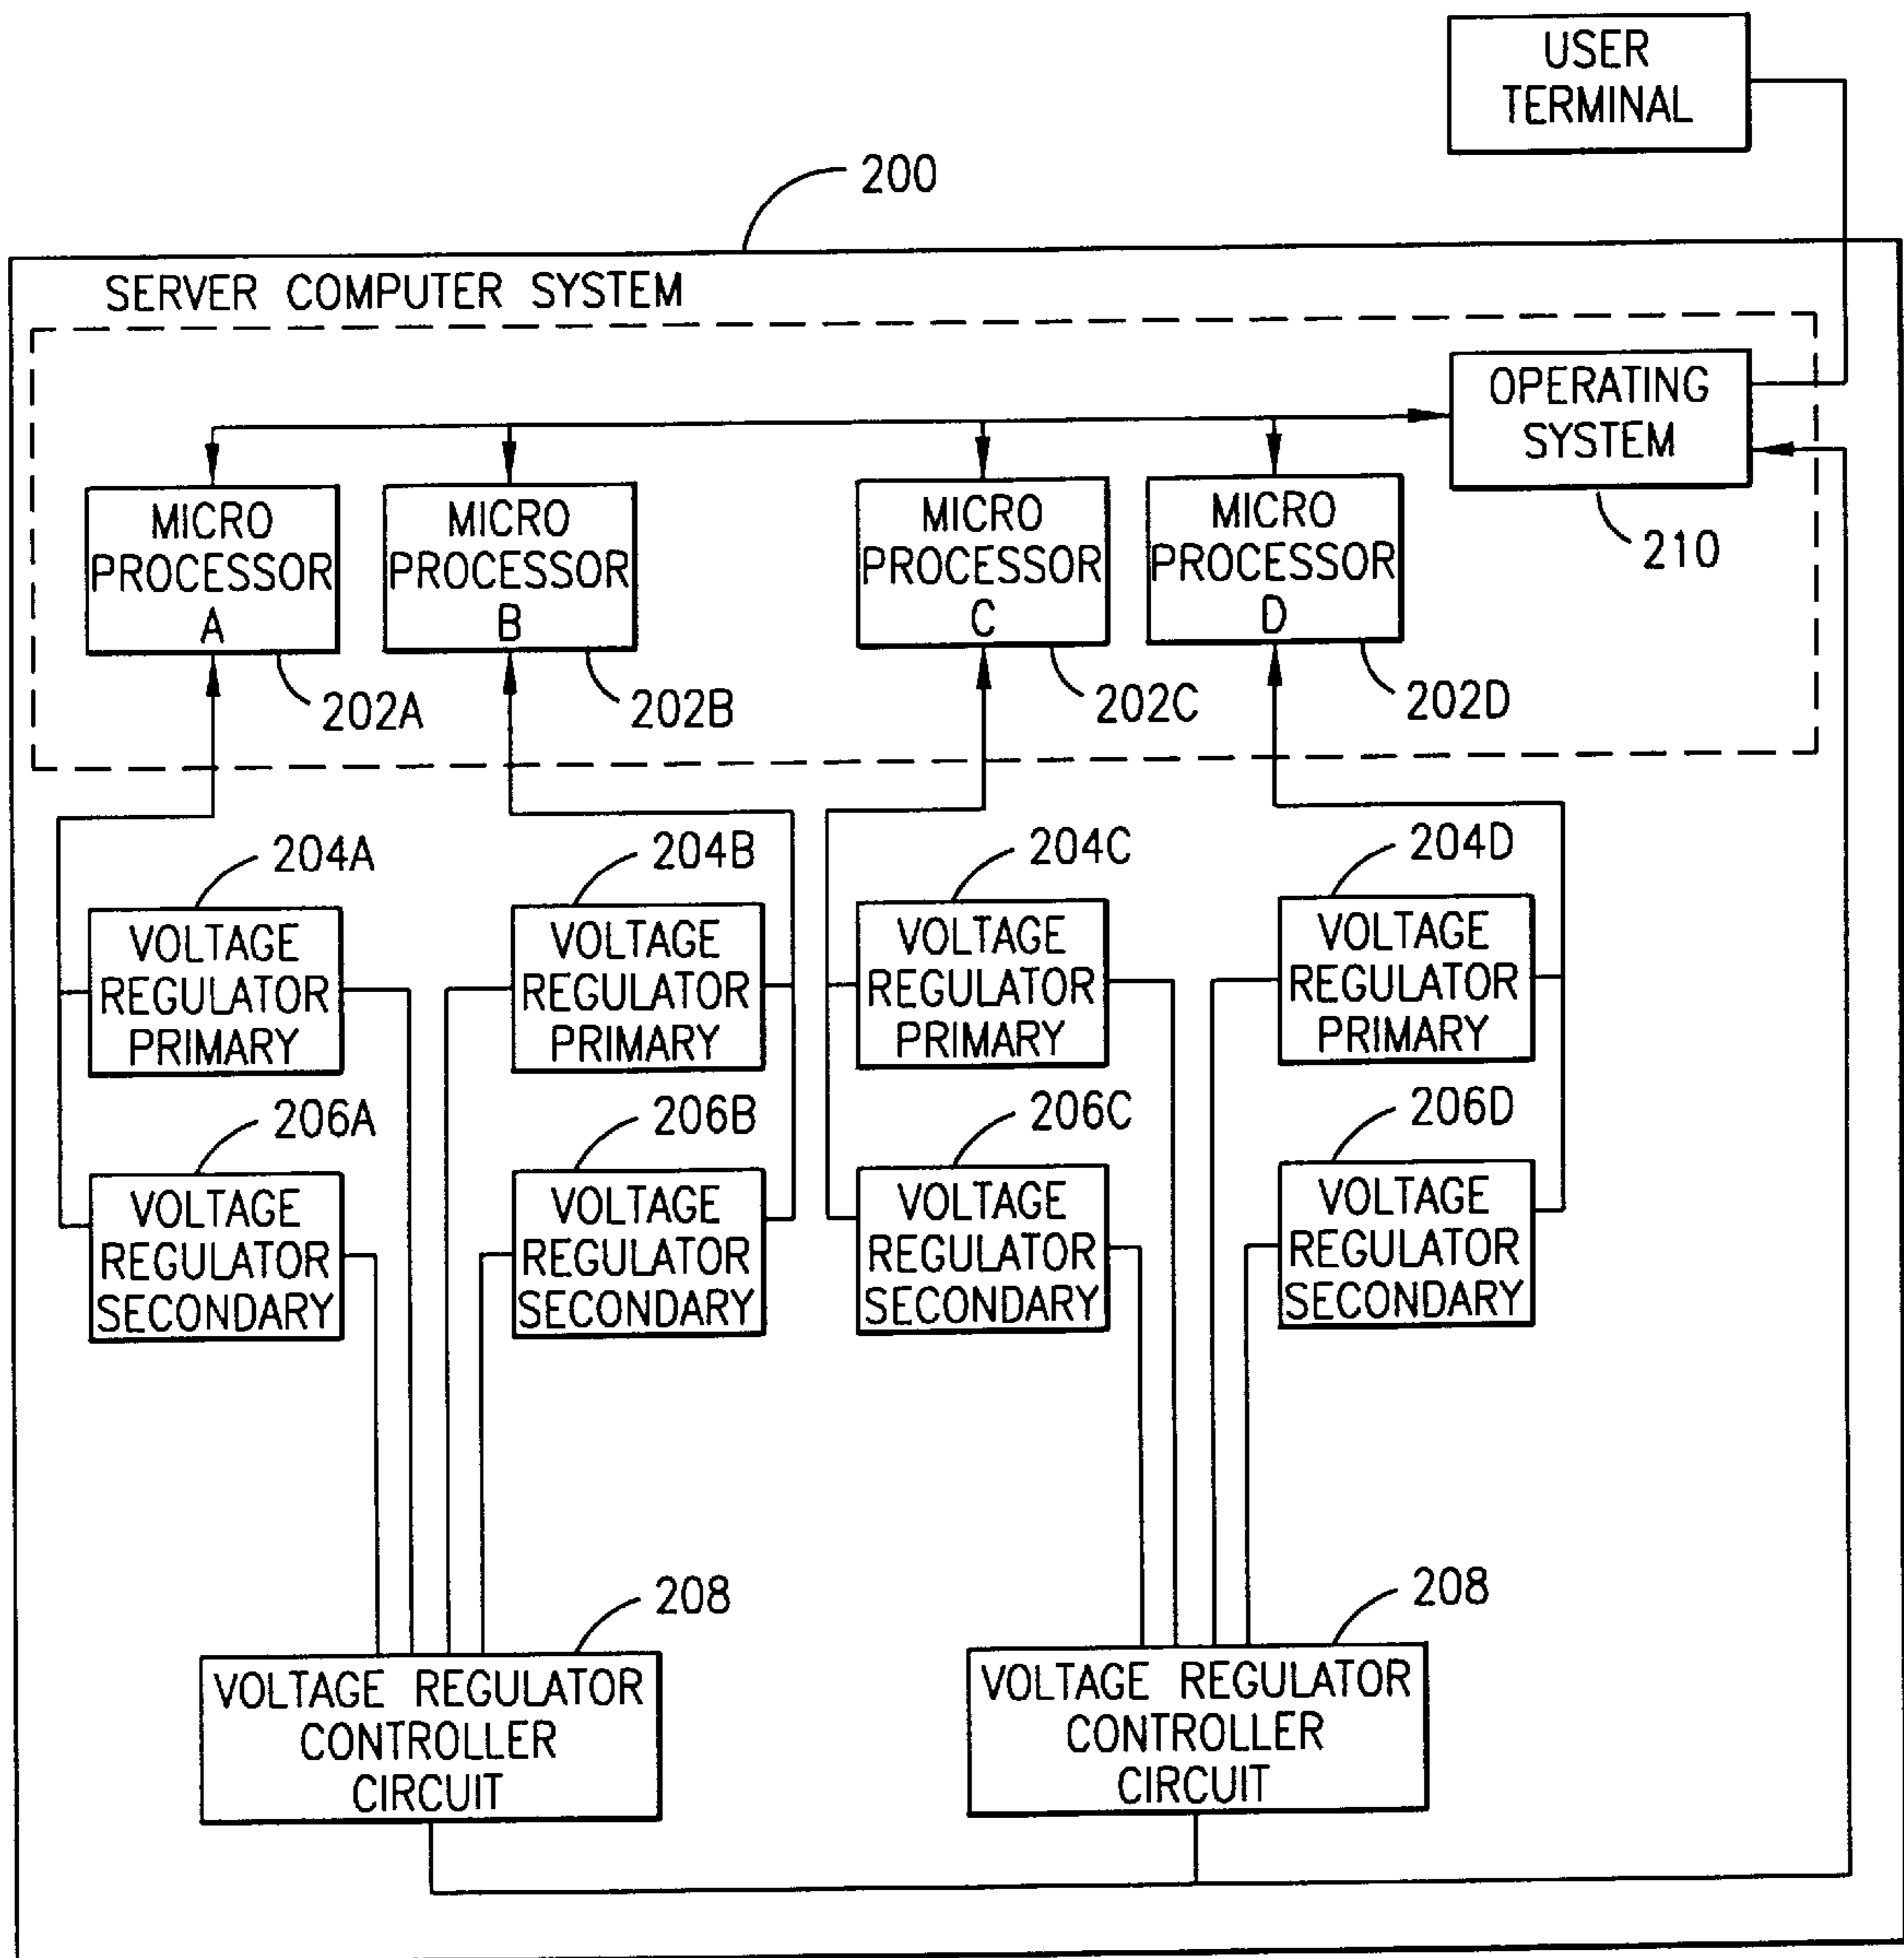 USER
TERMINAL
200
SERVER COMPUTER SYSTEM
OPERATING
SYSTEM
210
MICRO
PROCESSOR
A
202A
MICRO
PROCESSOR
B
202B
MICRO
PROCESSOR
C
202C
MICRO
PROCESSOR
D
202D
204A
VOLTAGE
REGULATOR
PRIMARY
204B
VOLTAGE
REGULATOR
PRIMARY
204C
VOLTAGE
REGULATOR
PRIMARY
204D
VOLTAGE
REGULATOR
PRIMARY
206A
VOLTAGE
REGULATOR
SECONDARY
206B
VOLTAGE
REGULATOR
SECONDARY
206C
VOLTAGE
REGULATOR
SECONDARY
206D
VOLTAGE
REGULATOR
SECONDARY
208
VOLTAGE REGULATOR
CONTROLLER
CIRCUIT
208
VOLTAGE REGULATOR
CONTROLLER
CIRCUIT